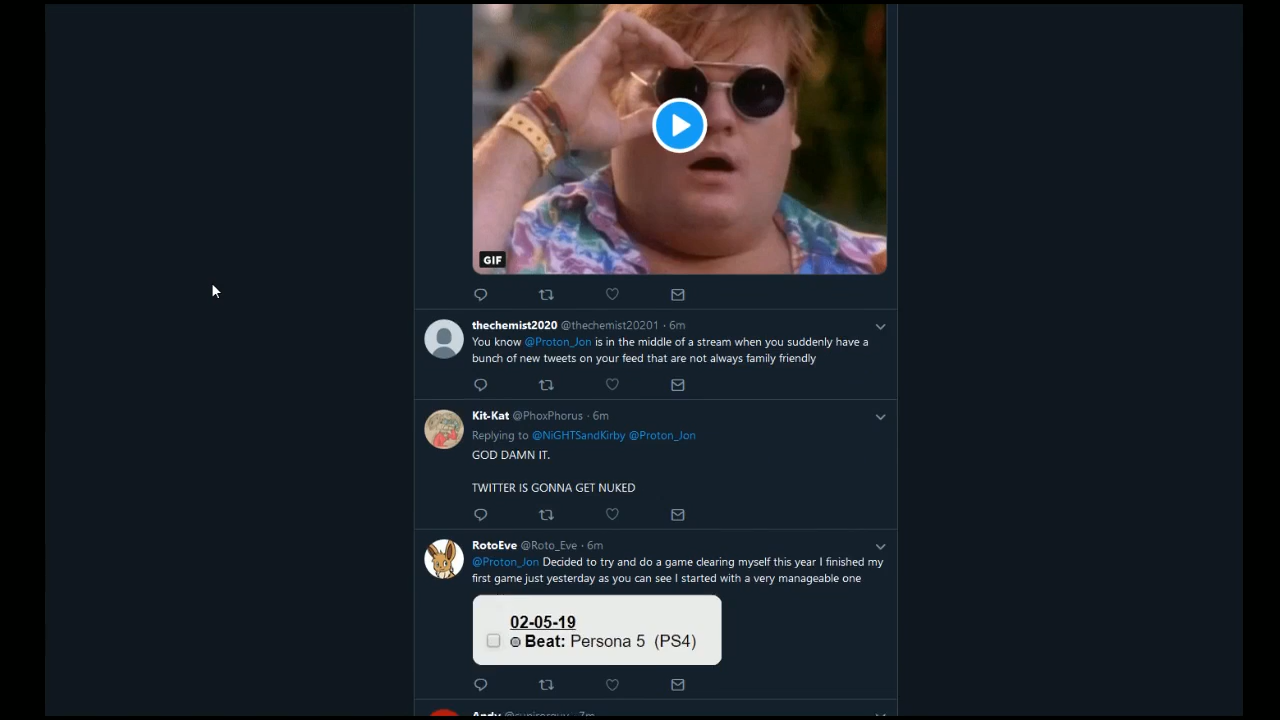 GIF
thechemist2020 @thechemist20201 · 6m
You know @Proton_Jon is in the middle of a stream when you suddenly have a
bunch of new tweets on your feed that are not always family friendly
Kit-Kat @PhoxPhorus · 6m
Replying to @NiGHTSandKirby @Proton_Jon
GOD DAMN IT.
TWITTER IS GONNA GET NUKED
RotoEve @Roto_Eve · 6m
@Proton_Jon Decided to try and do a game clearing myself this year I finished my
first game just yesterday as you can see I started with a very manageable one
02-05-19
Beat: Persona 5 (PS4)
Andy